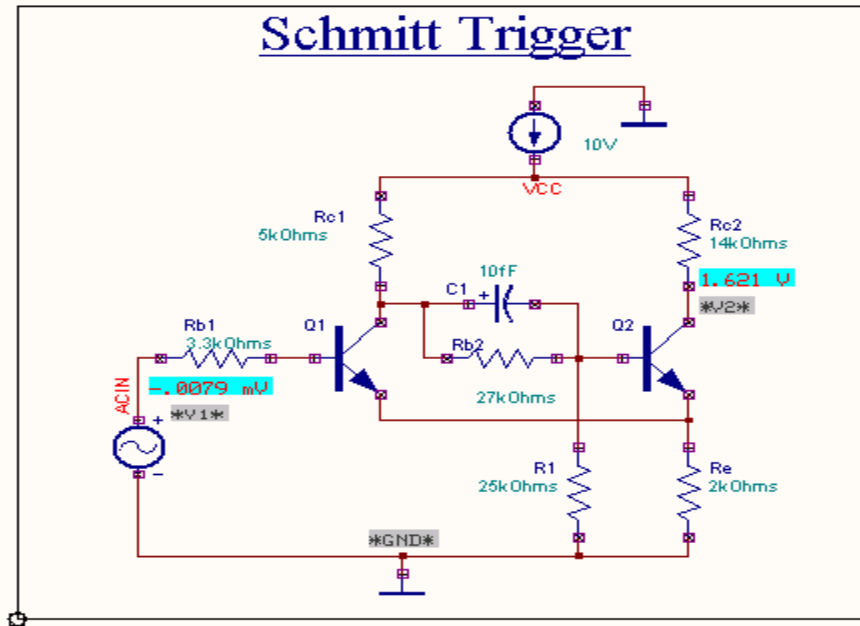 Schmitt Trigger
10V
VCC
Rc1
5kOhms
Rc2
14kOhms
10fF
C1 +
1.621 V
*V2*
Rb1
3.3kOhms
Q1
Rb2
Q2
-.0079 mV
27kOhms
ACIN
*V1*
+
-
R1
25kOhms
Re
2kOhms
*GND*